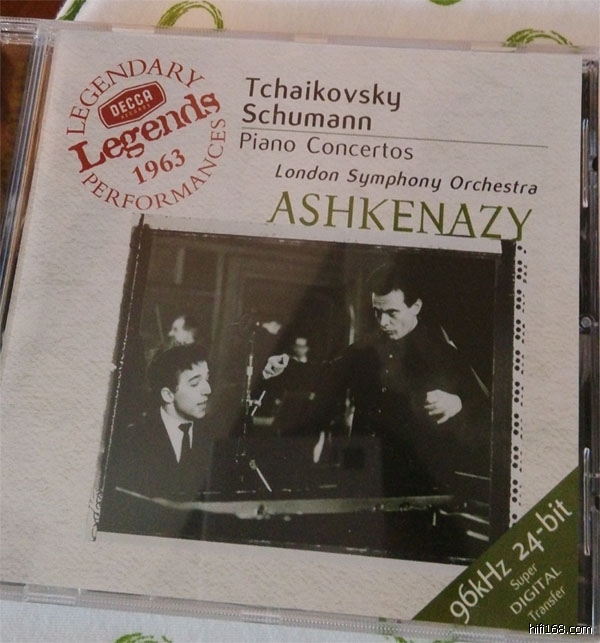 LEGENDARY
DECCA
RECORDS
Legends
1963
PERFORMANCES
Tchaikovsky
Schumann
Piano Concertos
London Symphony Orchestra
ASHKENAZY
96kHz 24-bit
Super
DIGITAL
Transfer
hifi168.com